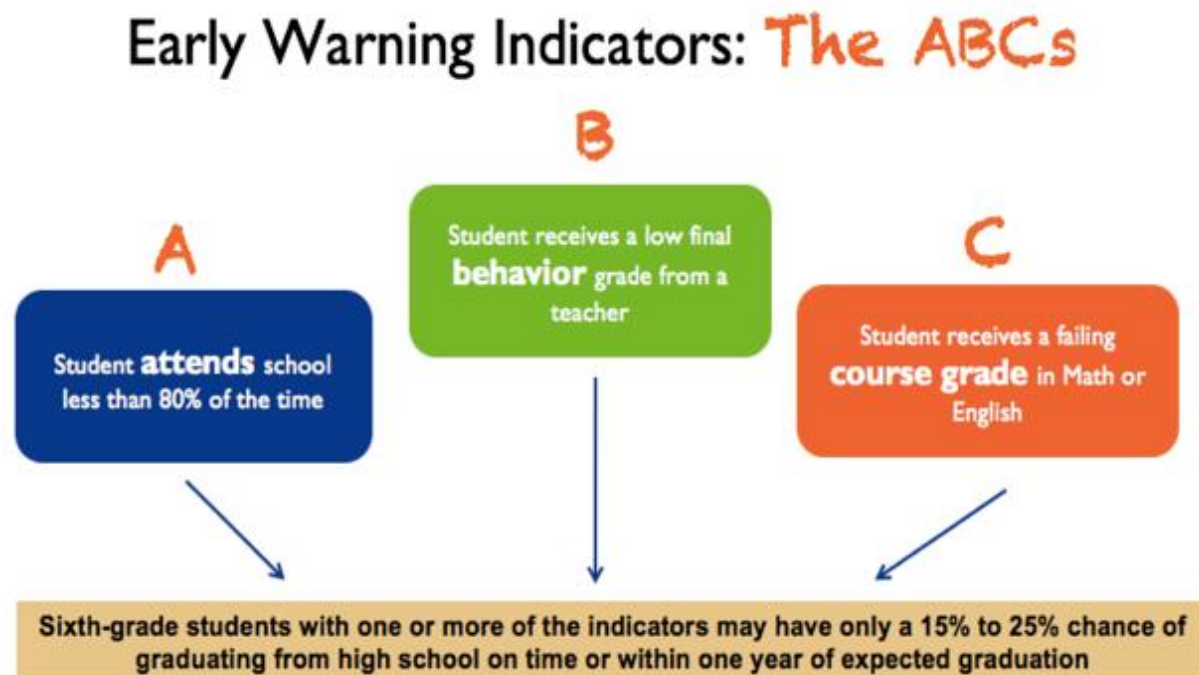 Early Warning Indicators: The ABCs
A
Student attends school
less than 80% of the time
B
Student receives a low final
behavior grade from a
teacher
C
Student receives a failing
course grade in Math or
English
Sixth-grade students with one or more of the indicators may have only a 15% to 25% chance of
graduating from high school on time or within one year of expected graduation